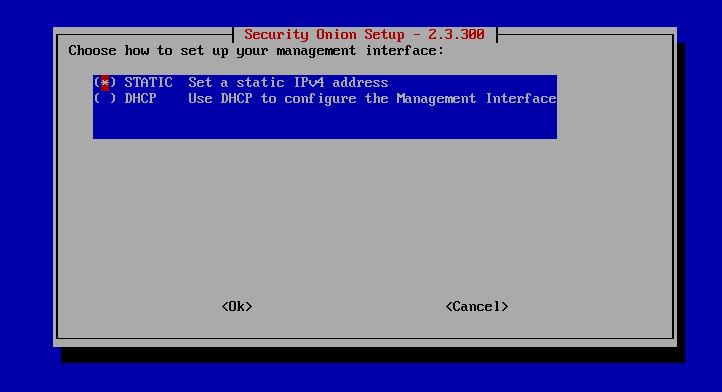 Security Onion Setup - 2.3.300
Choose how to set up your management interface:
(*) STATIC  Set a static IPv4 address
( ) DHCP    Use DHCP to configure the Management Interface
<Ok>                        <Cancel>